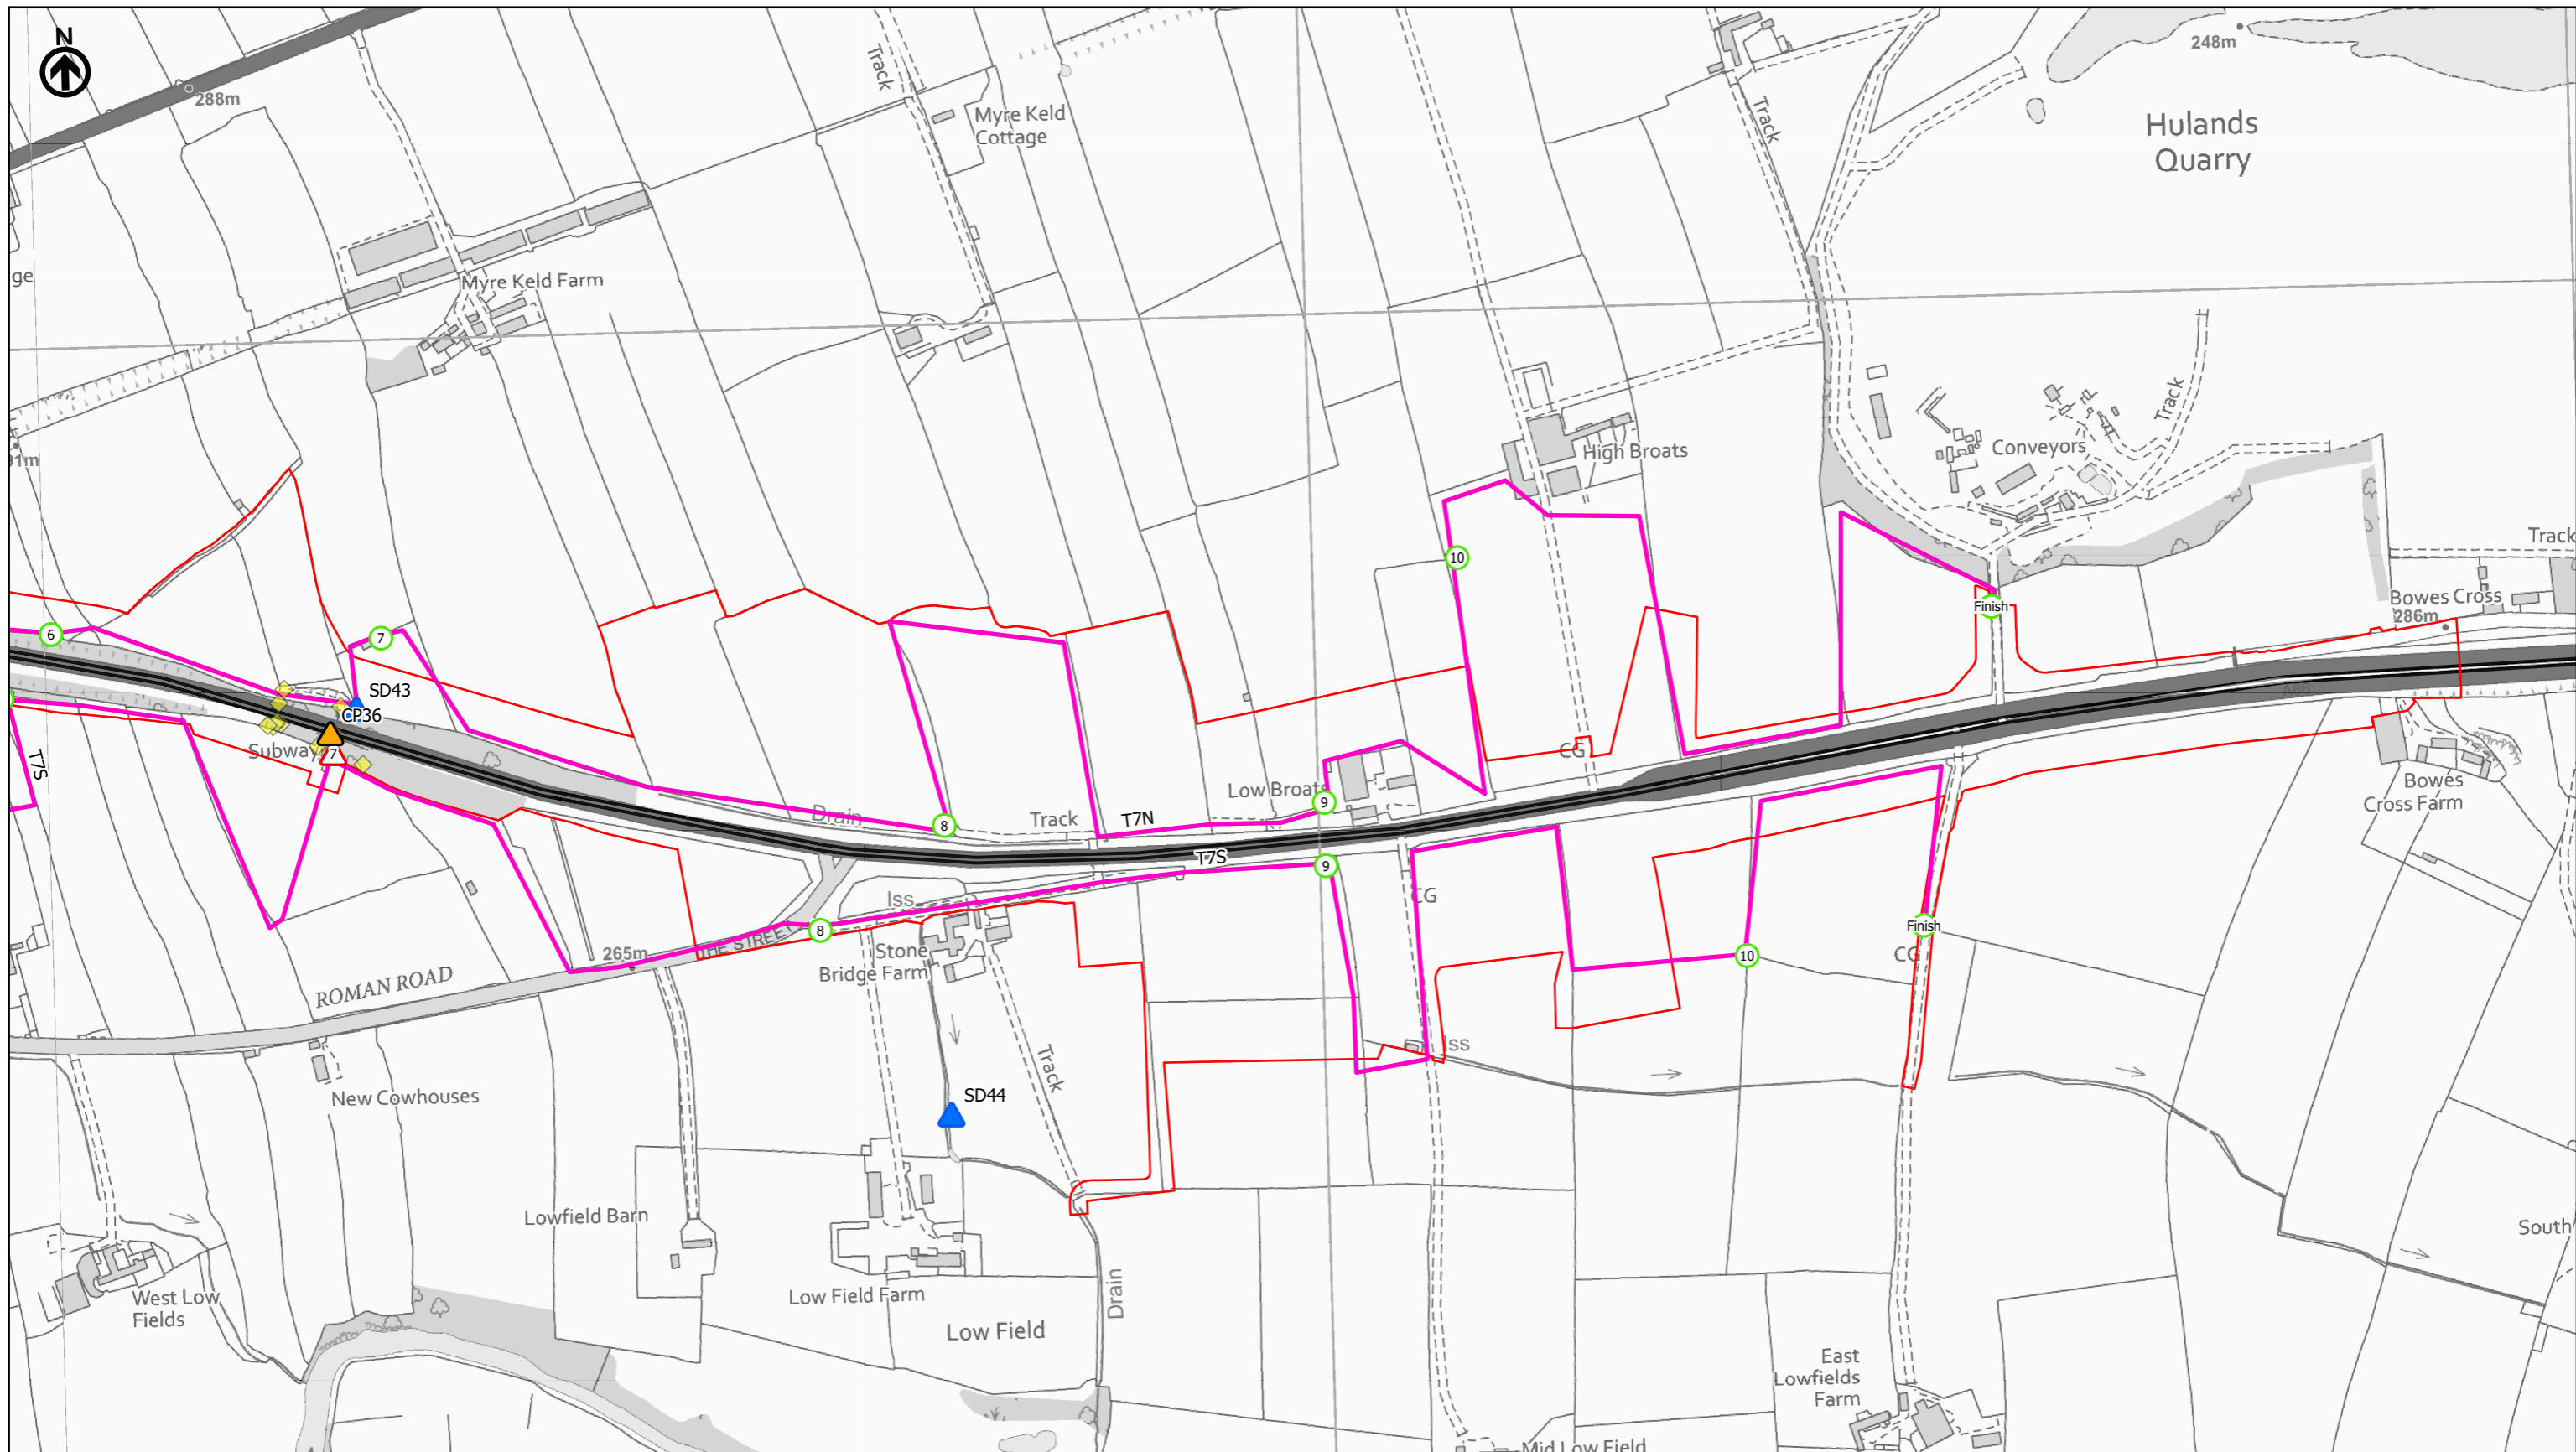 N
288m
Track
Myre Keld
Cottage
Track
248m
Hulands
Quarry
ge
Myre Keld Farm
1m
High Broats
Conveyors
Track
Track
Bowes Cross
286m
6
7
10
Finish
SD43
CP36
Subway
7
T7S
Drain
8
Track
T7N
Low Broats
9
CG
A66
T7S
9
Bowes
Cross Farm
CG
Iss
THE STREET
8
Stone
Bridge Farm
265m
ROMAN ROAD
10
Finish
CG
Iss
Track
New Cowhouses
SD44
Lowfield Barn
West Low
Fields
Low Field Farm
Drain
Low Field
South
East
Lowfields
Farm
Mid Low Field